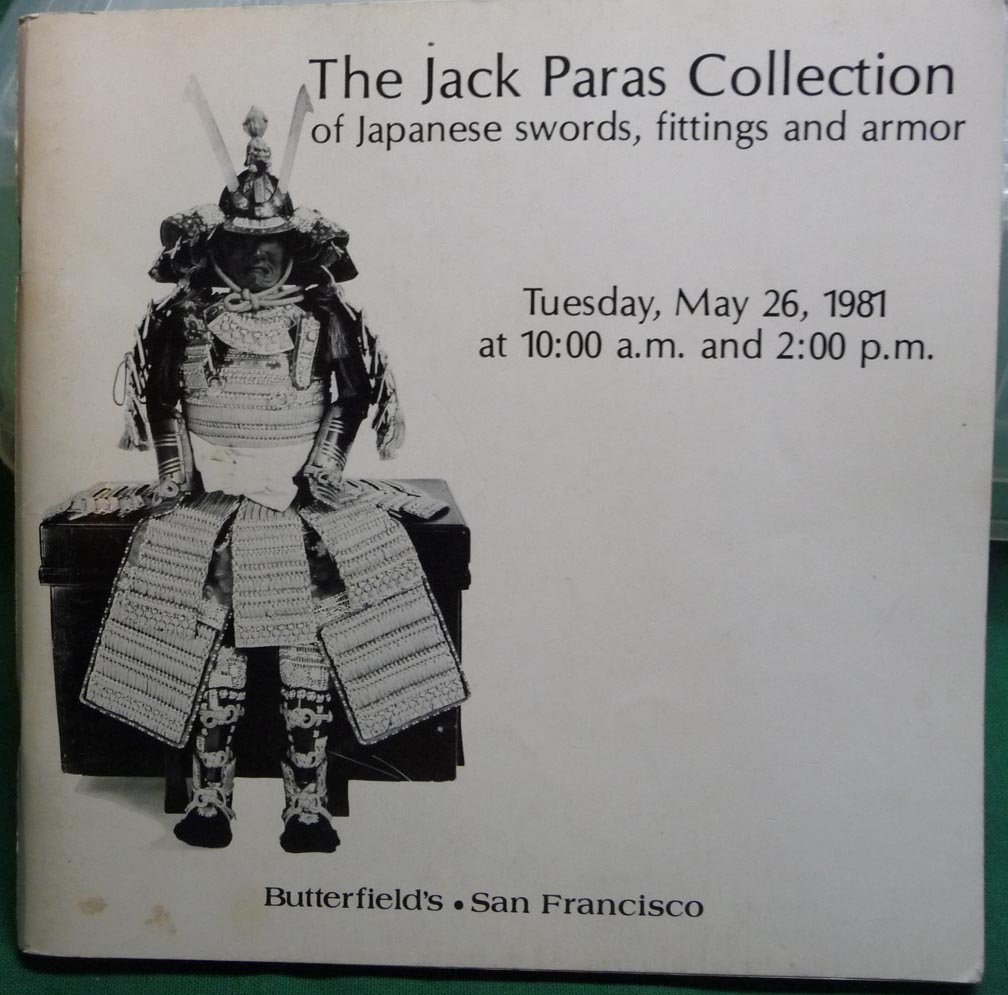 The Jack Paras Collection
of Japanese swords, fittings and armor
Tuesday, May 26, 1981
at 10:00 a.m. and 2:00 p.m.
Butterfield's • San Francisco